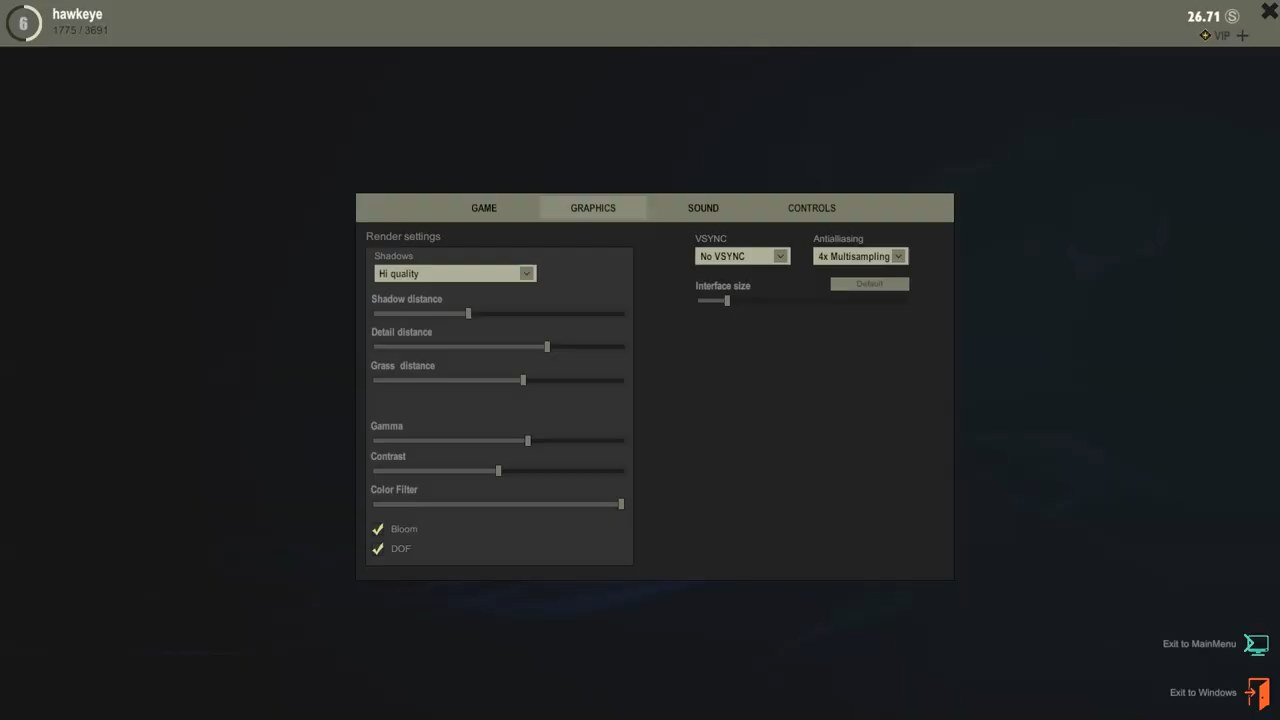 6
hawkeye
1775 / 3691
26.71 S
VIP
GAME GRAPHICS SOUND CONTROLS
Render settings
Shadows
Hi quality
Shadow distance
Detail distance
Grass distance
Gamma
Contrast
Color Filter
Bloom
DOF
VSYNC
No VSYNC
Antialliasing
4x Multisampling
Interface size
Default
Exit to MainMenu
Exit to Windows